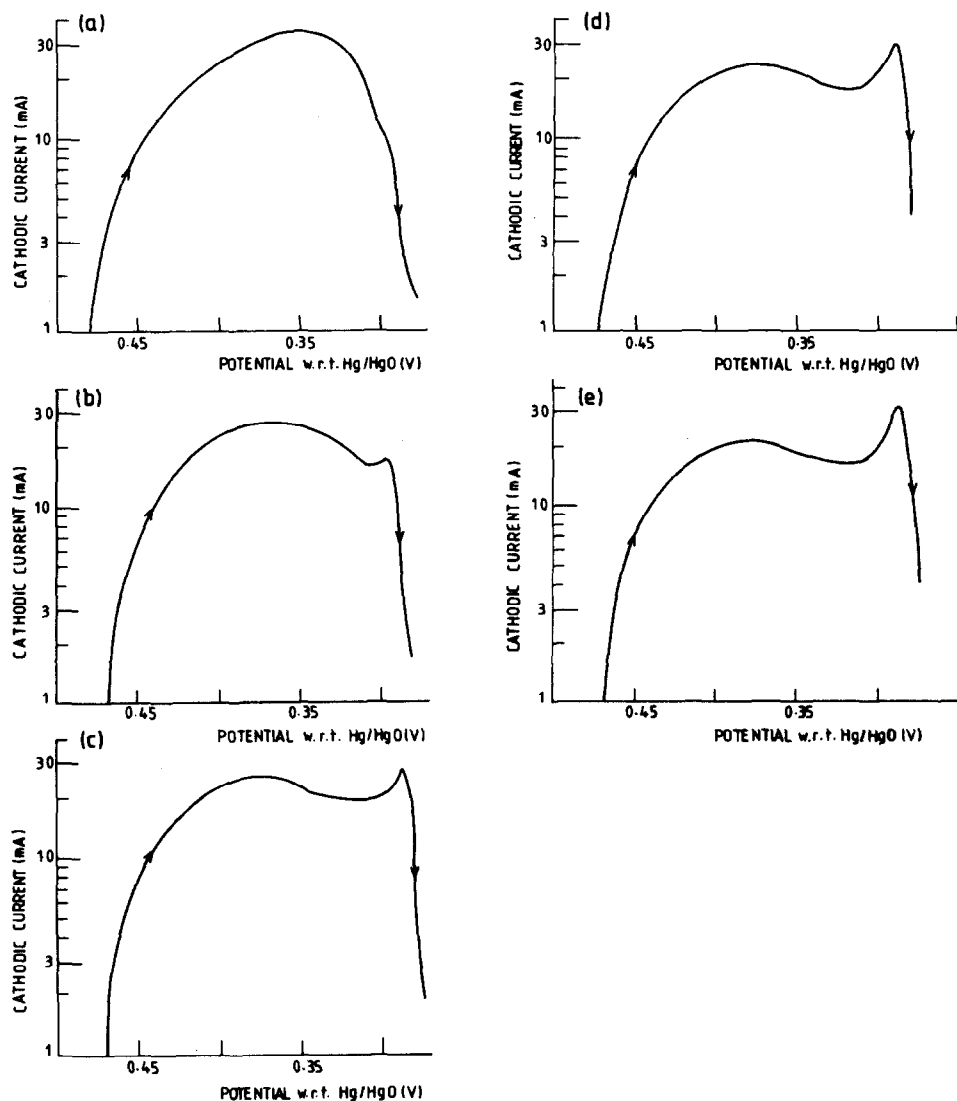 (a)
30
10
3
1
CATHODIC CURRENT (mA)
0.45
0.35
POTENTIAL w.r.t. Hg/HgO (V)
(b)
30
10
3
1
CATHODIC CURRENT (mA)
0.45
0.35
POTENTIAL w.r.t. Hg/HgO (V)
(c)
30
10
3
1
CATHODIC CURRENT (mA)
0.45
0.35
POTENTIAL w.r.t. Hg/HgO (V)
(d)
30
10
3
1
CATHODIC CURRENT (mA)
0.45
0.35
POTENTIAL w.r.t. Hg/HgO (V)
(e)
30
10
3
1
CATHODIC CURRENT (mA)
0.45
0.35
POTENTIAL w.r.t. Hg/HgO (V)